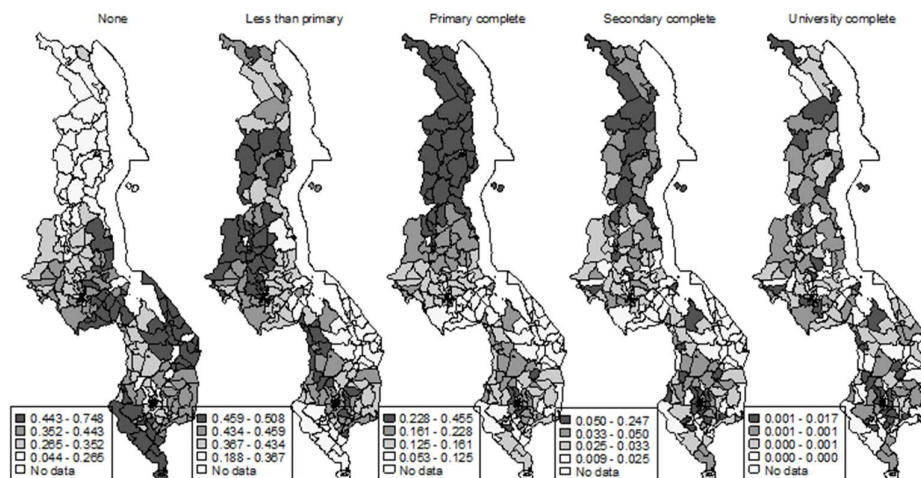 None
Less than primary
Primary complete
Secondary complete
University complete
0.443 - 0.748
0.352 - 0.443
0.265 - 0.352
0.044 - 0.265
No data
0.459 - 0.508
0.434 - 0.459
0.367 - 0.434
0.188 - 0.367
No data
0.228 - 0.455
0.161 - 0.228
0.125 - 0.161
0.053 - 0.125
No data
0.050 - 0.247
0.033 - 0.050
0.025 - 0.033
0.009 - 0.025
No data
0.001 - 0.017
0.001 - 0.001
0.000 - 0.001
0.000 - 0.000
No data